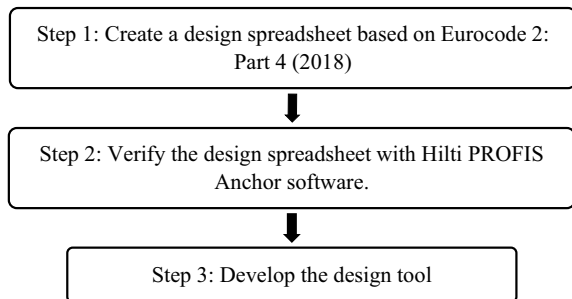 Step 1: Create a design spreadsheet based on Eurocode 2:
Part 4 (2018)
Step 2: Verify the design spreadsheet with Hilti PROFIS
Anchor software.
Step 3: Develop the design tool